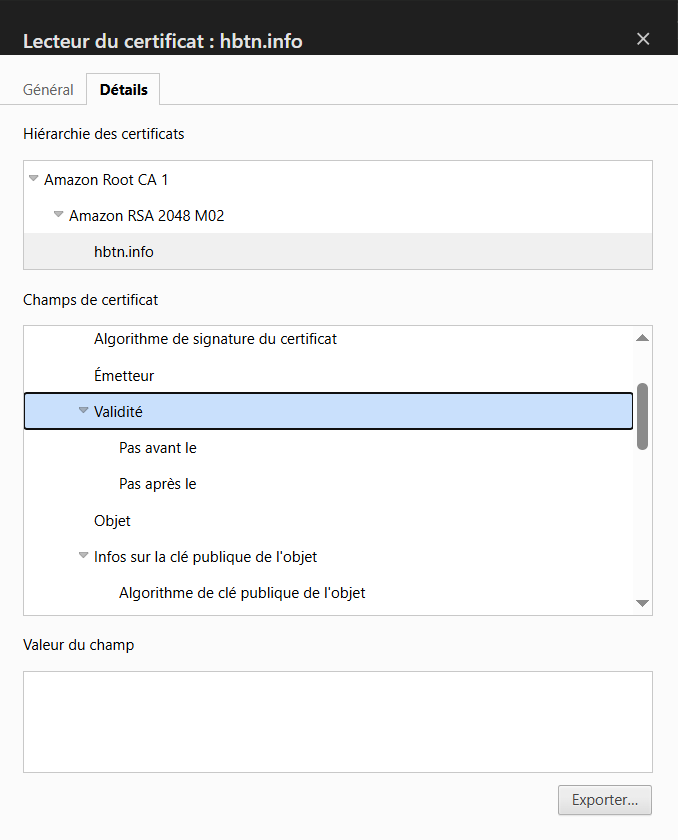 Lecteur du certificat : hbtn.info
Général
Détails
Hiérarchie des certificats
Amazon Root CA 1
Amazon RSA 2048 M02
hbtn.info
Champs de certificat
Algorithme de signature du certificat
Émetteur
Validité
Pas avant le
Pas après le
Objet
Infos sur la clé publique de l'objet
Algorithme de clé publique de l'objet
Valeur du champ
Exporter...